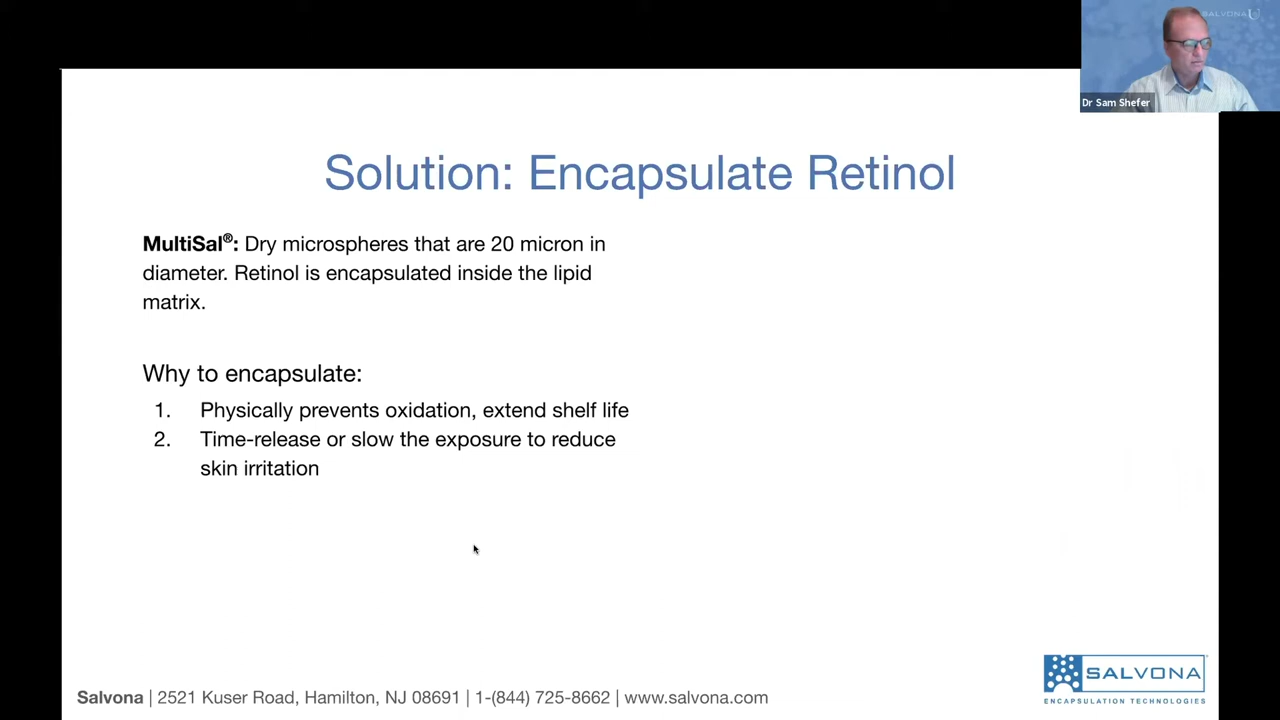 SALVONA U
Dr Sam Shefer
Solution: Encapsulate Retinol
MultiSal®: Dry microspheres that are 20 micron in
diameter. Retinol is encapsulated inside the lipid
matrix.
Why to encapsulate:
1. Physically prevents oxidation, extend shelf life
2. Time-release or slow the exposure to reduce
skin irritation
Salvona | 2521 Kuser Road, Hamilton, NJ 08691 | 1-(844) 725-8662 | www.salvona.com
SALVONA®
ENCAPSULATION TECHNOLOGIES